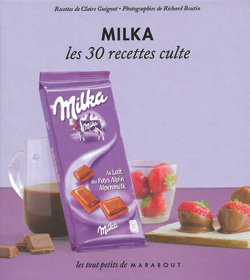 Recettes de Claire Guignot - Photographies de Richard Boutin
MILKA
les 30 recettes culte
Milka
Au Lait
du Pays Alpin
Alpenmelk
Milka
les tout-petits de MARABOUT